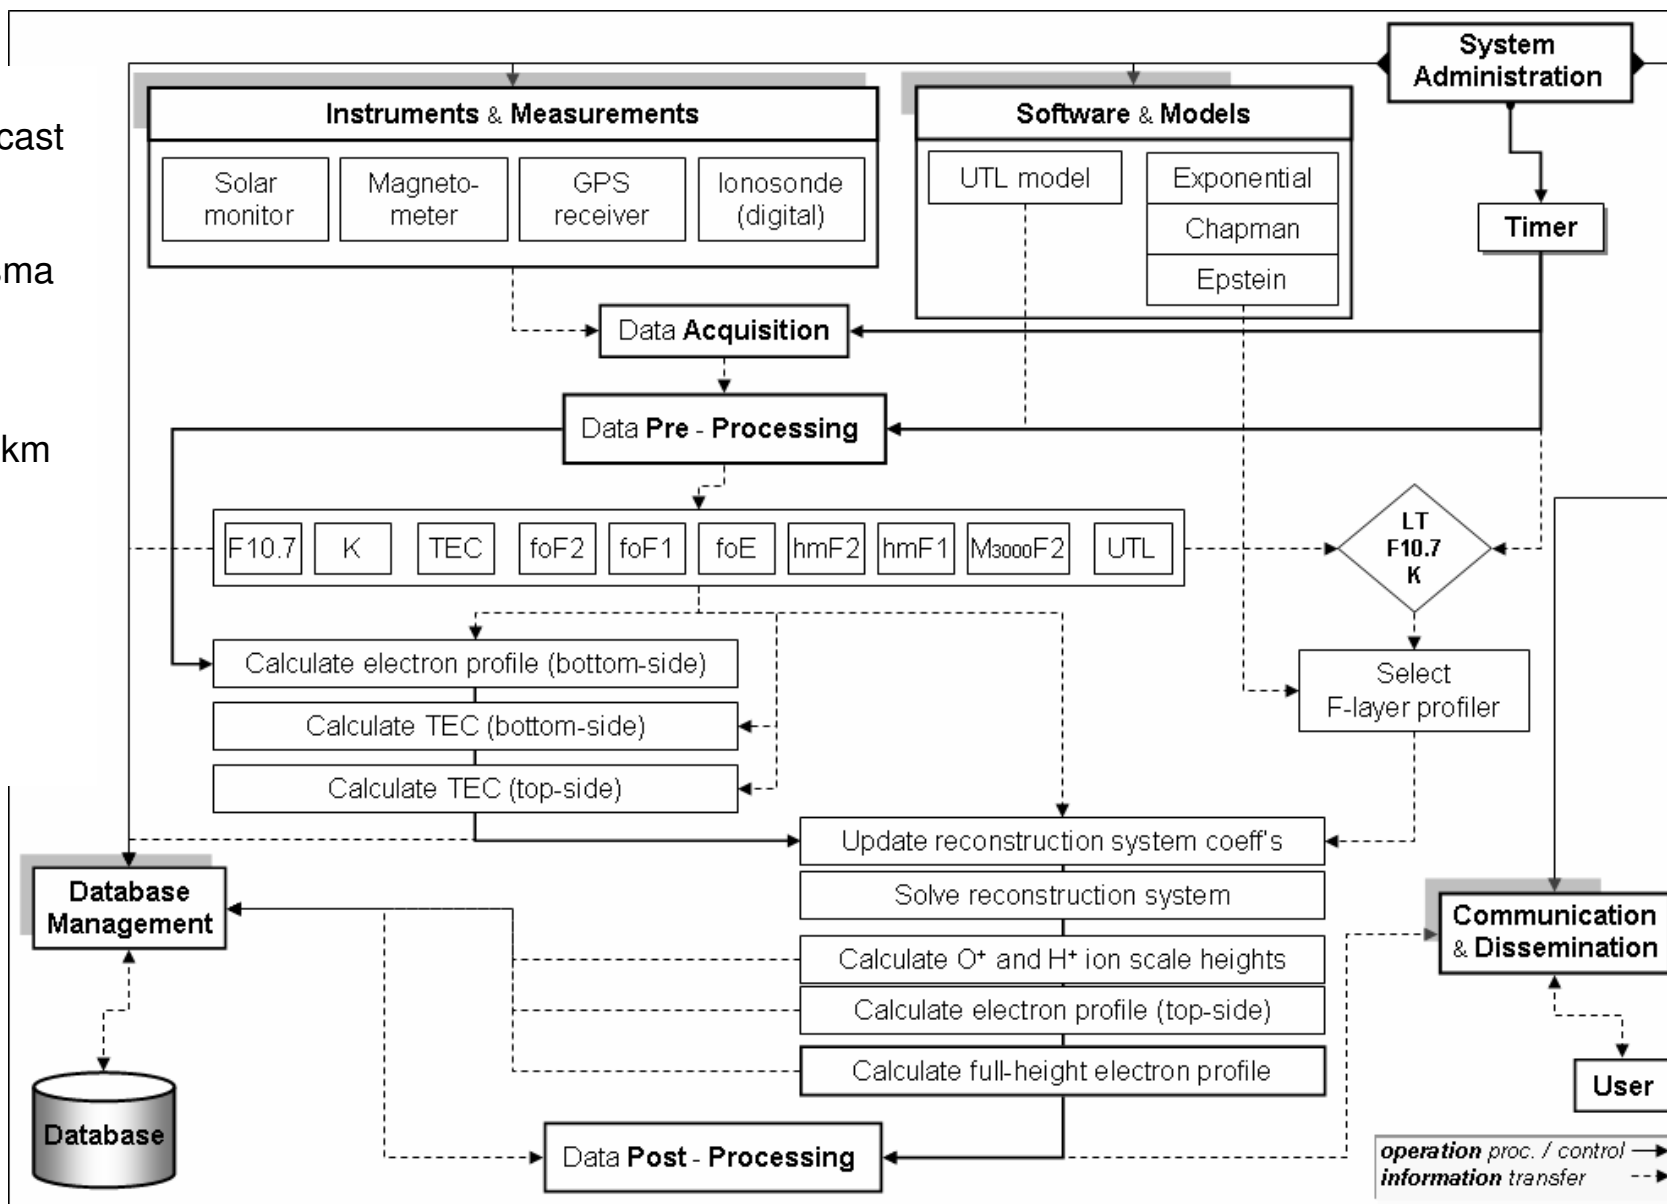 cast
sma
km
System
Administration
Instruments & Measurements
Solar
monitor
Magneto-
meter
GPS
receiver
Ionosonde
(digital)
Software & Models
UTL model
Exponential
Chapman
Epstein
Timer
Data Acquisition
Data Pre - Processing
F10.7
K
TEC
foF2
foF1
foE
hmF2
hmF1
M3000F2
UTL
LT
F10.7
K
Calculate electron profile (bottom-side)
Calculate TEC (bottom-side)
Calculate TEC (top-side)
Select
F-layer profiler
Update reconstruction system coeff's
Solve reconstruction system
Calculate O⁺ and H⁺ ion scale heights
Calculate electron profile (top-side)
Calculate full-height electron profile
Database
Management
Database
Communication
& Dissemination
User
Data Post - Processing
operation proc. / control
information transfer